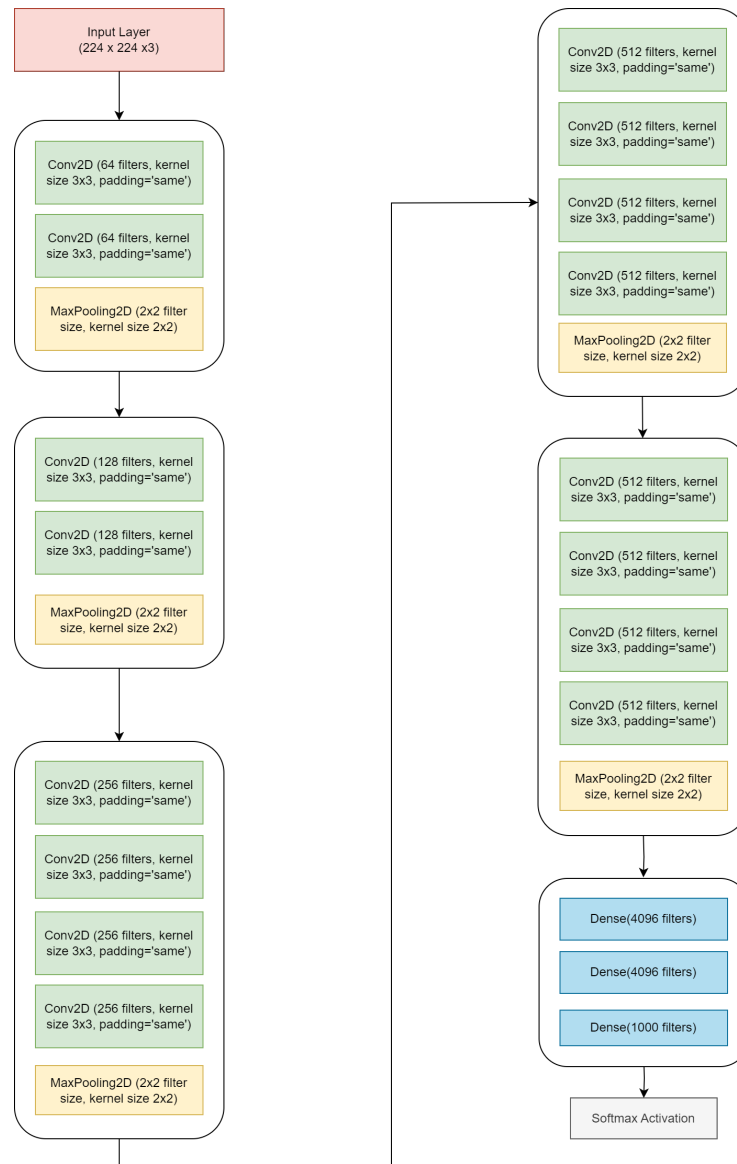 Input Layer
(224 x 224 x3)
Conv2D (64 filters, kernel
size 3x3, padding='same')
Conv2D (64 filters, kernel
size 3x3, padding='same')
MaxPooling2D (2x2 filter
size, kernel size 2x2)
Conv2D (128 filters, kernel
size 3x3, padding='same')
Conv2D (128 filters, kernel
size 3x3, padding='same')
MaxPooling2D (2x2 filter
size, kernel size 2x2)
Conv2D (256 filters, kernel
size 3x3, padding='same')
Conv2D (256 filters, kernel
size 3x3, padding='same')
Conv2D (256 filters, kernel
size 3x3, padding='same')
Conv2D (256 filters, kernel
size 3x3, padding='same')
MaxPooling2D (2x2 filter
size, kernel size 2x2)
Conv2D (512 filters, kernel
size 3x3, padding='same')
Conv2D (512 filters, kernel
size 3x3, padding='same')
Conv2D (512 filters, kernel
size 3x3, padding='same')
Conv2D (512 filters, kernel
size 3x3, padding='same')
MaxPooling2D (2x2 filter
size, kernel size 2x2)
Conv2D (512 filters, kernel
size 3x3, padding='same')
Conv2D (512 filters, kernel
size 3x3, padding='same')
Conv2D (512 filters, kernel
size 3x3, padding='same')
Conv2D (512 filters, kernel
size 3x3, padding='same')
MaxPooling2D (2x2 filter
size, kernel size 2x2)
Dense(4096 filters)
Dense(4096 filters)
Dense(1000 filters)
Softmax Activation